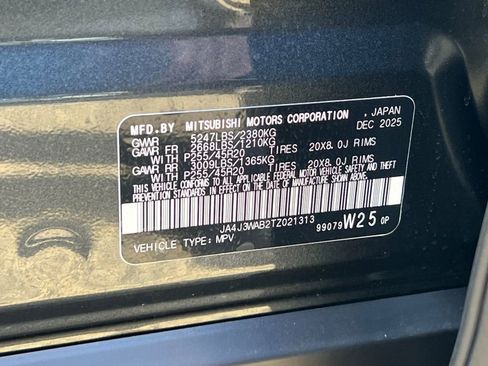 MFD.BY MITSUBISHI MOTORS CORPORATION , JAPAN
GVWR 5247LBS/2380KG DEC 2025
GAWR FR 2668LBS/1210KG
WITH P255/45R20 TIRES 20X8.0J RIMS
GAWR RR 3009LBS/1365KG
WITH P255/45R20 TIRES 20X8.0J RIMS
THIS VEHICLE CONFORMS TO ALL APPLICABLE FEDERAL MOTOR VEHICLE
SAFETY AND THEFT PREVENTION STANDARDS IN EFFECT ON THE DATE OF
MANUFACTURE SHOWN ABOVE.
JA4J3WAB2TZ021313
VEHICLE TYPE: MPV 99079 W25 0P